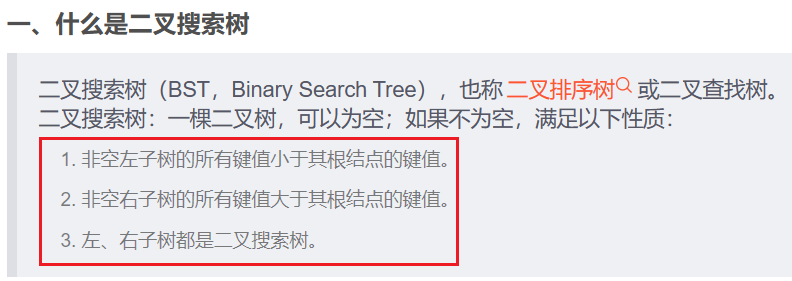 一、什么是二叉搜索树
二叉搜索树（BST，Binary Search Tree），也称 二叉排序树 或二叉查找树。
二叉搜索树：一棵二叉树，可以为空；如果不为空，满足以下性质：
1. 非空左子树的所有键值小于其根结点的键值。
2. 非空右子树的所有键值大于其根结点的键值。
3. 左、右子树都是二叉搜索树。